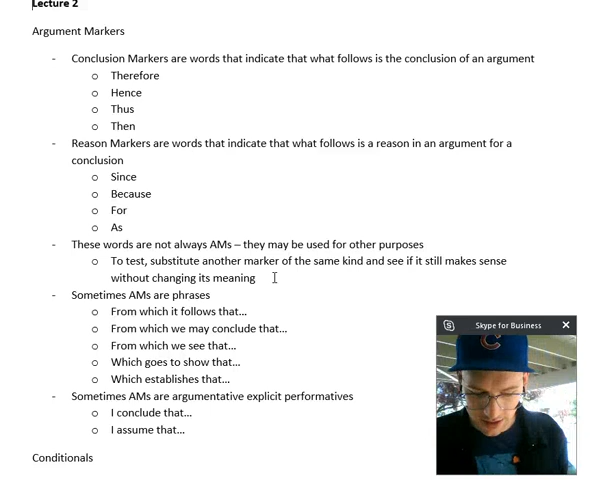 Lecture 2
Argument Markers
- Conclusion Markers are words that indicate that what follows is the conclusion of an argument
o Therefore
o Hence
o Thus
o Then
- Reason Markers are words that indicate that what follows is a reason in an argument for a
conclusion
o Since
o Because
o For
o As
- These words are not always AMs – they may be used for other purposes
o To test, substitute another marker of the same kind and see if it still makes sense
without changing its meaning
- Sometimes AMs are phrases
o From which it follows that…
o From which we may conclude that…
o From which we see that…
o Which goes to show that…
o Which establishes that…
- Sometimes AMs are argumentative explicit performatives
o I conclude that…
o I assume that…
Conditionals
Skype for Business
C